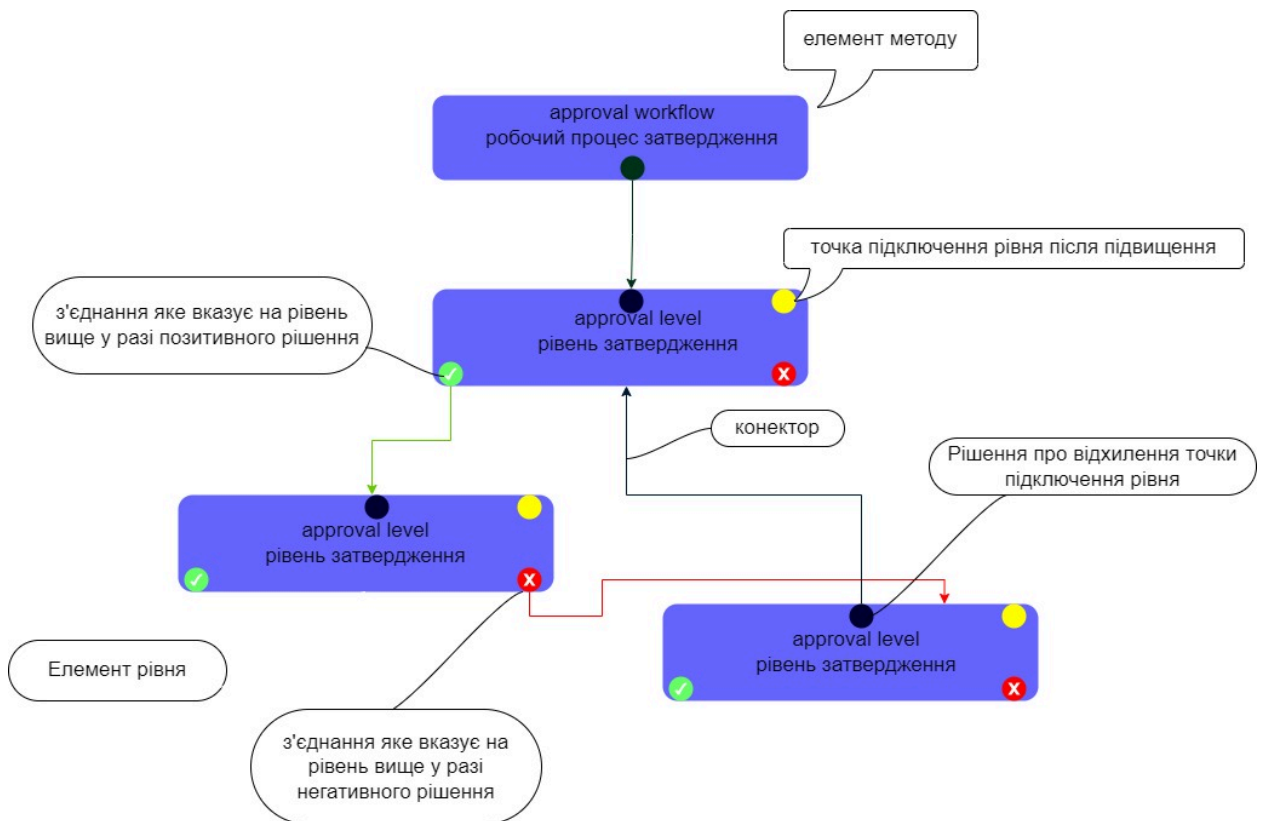 елемент методу
approval workflow
робочий процес затвердження
точка підключення рівня після підвищення
з'єднання яке вказує на рівень
вище у разі позитивного рішення
approval level
рівень затвердження
X
конектор
Рішення про відхилення точки
підключення рівня
approval level
рівень затвердження
X
approval level
рівень затвердження
X
Елемент рівня
з'єднання яке вказує на
рівень вище у разі
негативного рішення